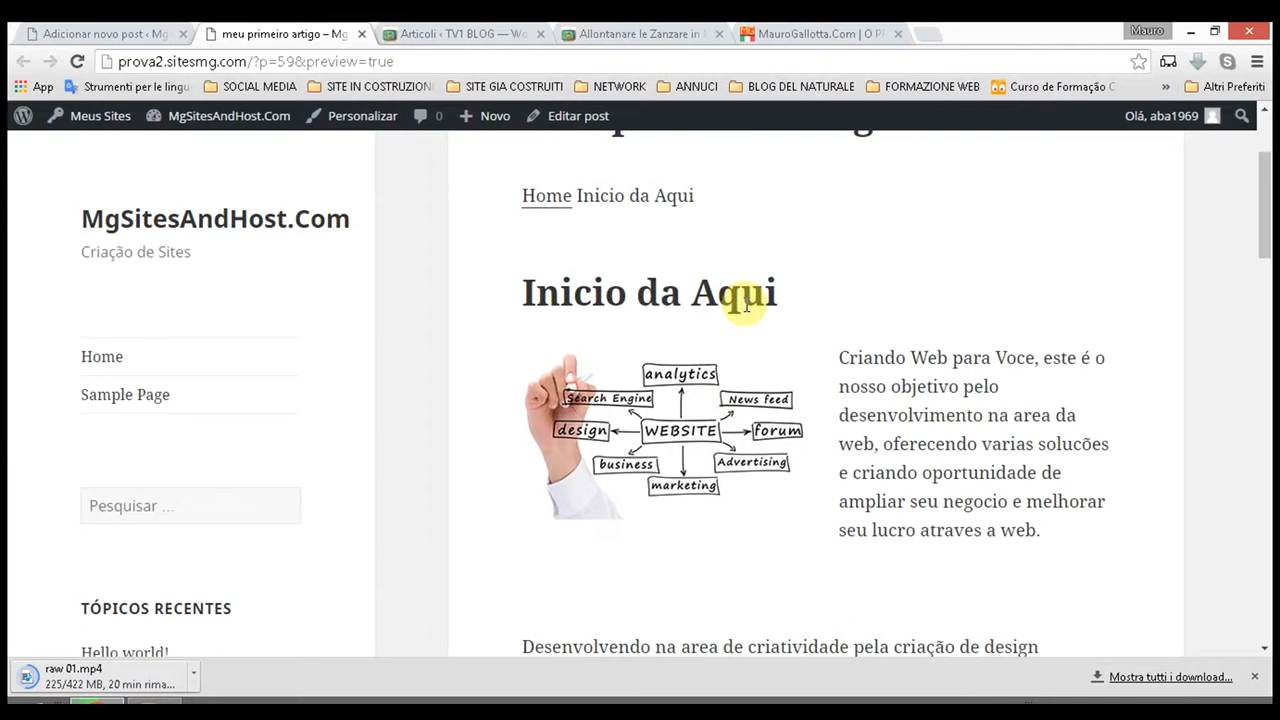 Adicionar novo post ‹ Mg
meu primeiro artigo – Mg
Articoli ‹ TV1 BLOG — W
Allontanare le Zanzare in
MauroGallotta.Com | O P
Mauro
prova2.sitesmg.com/?p=59&preview=true
App
Strumenti per le lingu
SOCIAL MEDIA
SITE IN COSTRUZION
SITE GIA COSTRUITI
NETWORK
ANNUCI
BLOG DEL NATURALE
FORMAZIONE WEB
Curso de Formação C
»
Altri Preferiti
Meus Sites
MgSitesAndHost.Com
Personalizar
0
Novo
Editar post
Olá, aba1969
MgSitesAndHost.Com
Criação de Sites
Home
Sample Page
Pesquisar …
TÓPICOS RECENTES
Hello world!
Home Inicio da Aqui
Inicio da Aqui
analytics
Search Engine
News feed
design
WEBSITE
forum
business
Advertising
marketing
Criando Web para Voce, este é o
nosso objetivo pelo
desenvolvimento na area da
web, oferecendo varias solucões
e criando oportunidade de
ampliar seu negocio e melhorar
seu lucro atraves a web.
Desenvolvendo na area de criatividade pela criação de design
raw 01.mp4
225/422 MB, 20 min rima...
Mostra tutti i download...